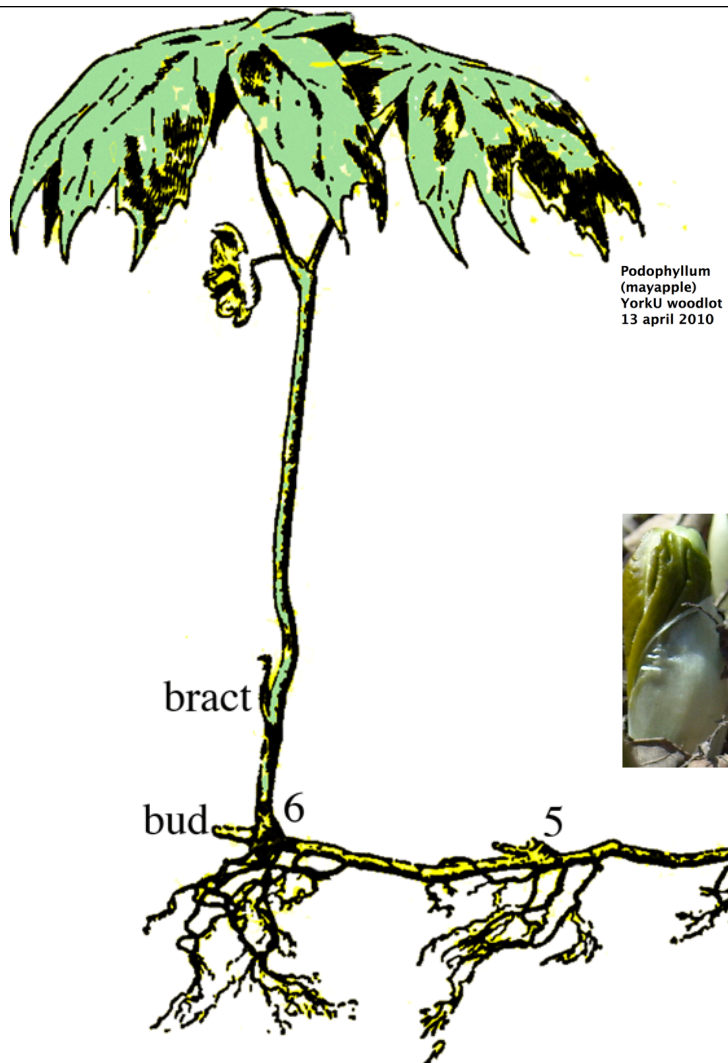 Podophyllum
(mayapple)
YorkU woodlot
13 april 2010
bract
bud
6
5